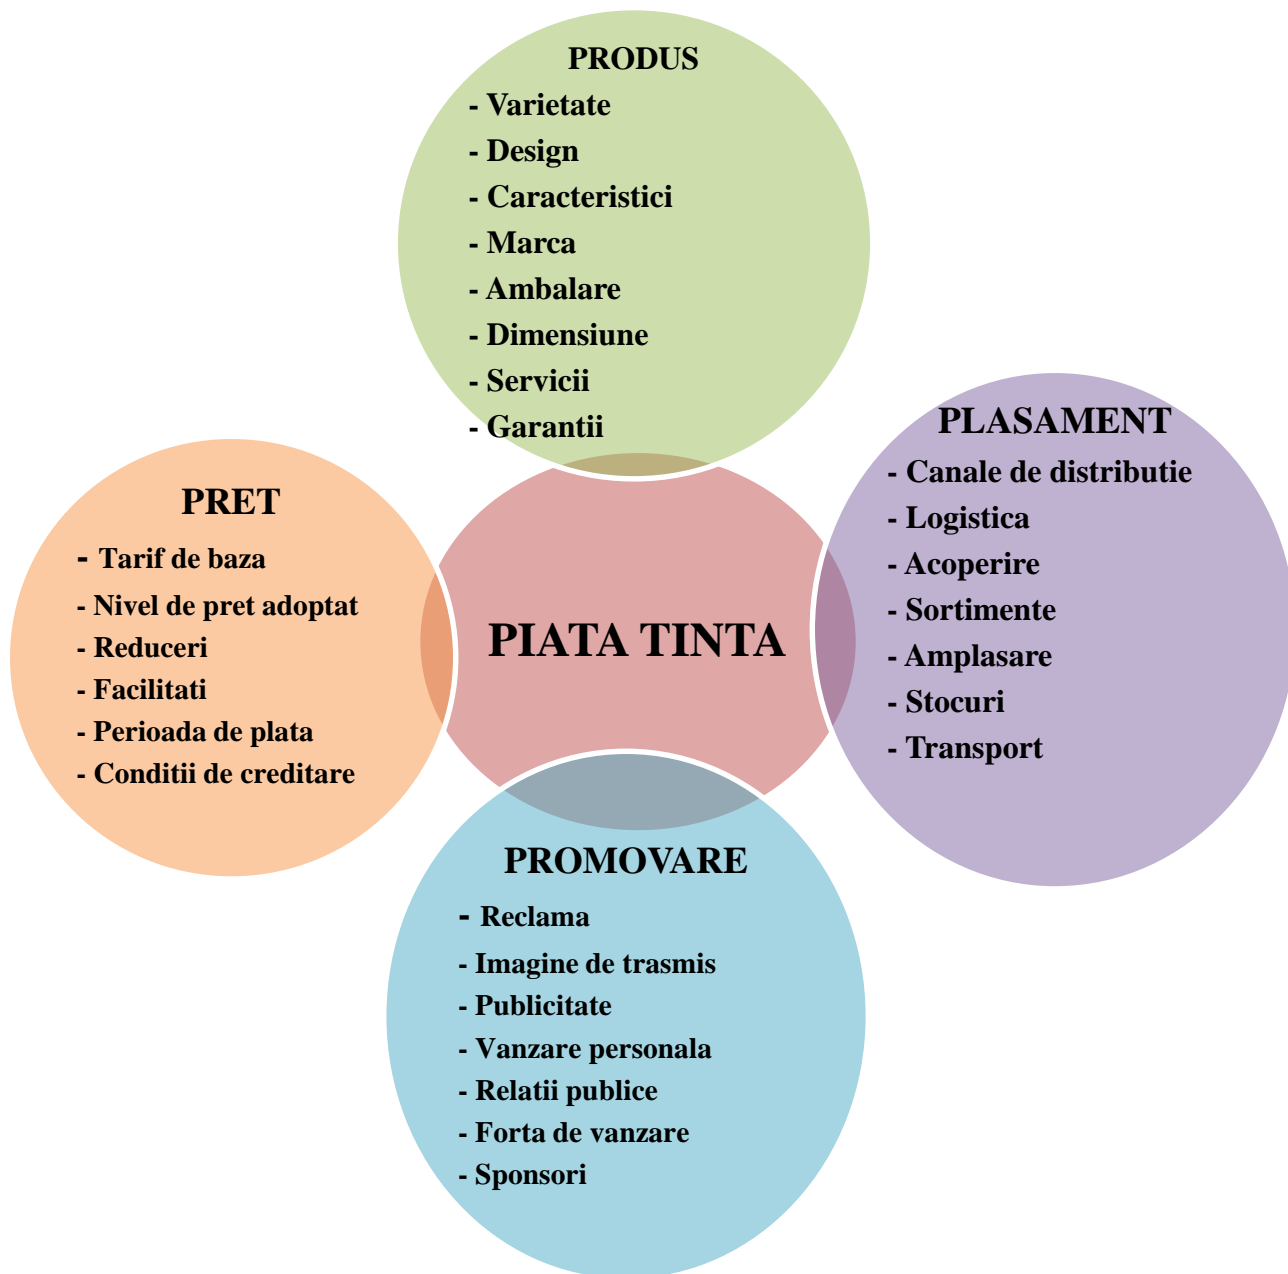 PRODUS
- Varietate
- Design
- Caracteristici
- Marca
- Ambalare
- Dimensiune
- Servicii
- Garantii
PRET
- Tarif de baza
- Nivel de pret adoptat
- Reduceri
- Facilitati
- Perioada de plata
- Conditii de creditare
PIATA TINTA
PLASAMENT
- Canale de distributie
- Logistica
- Acoperire
- Sortimente
- Amplasare
- Stocuri
- Transport
PROMOVARE
- Reclama
- Imagine de trasmis
- Publicitate
- Vanzare personala
- Relatii publice
- Forta de vanzare
- Sponsori